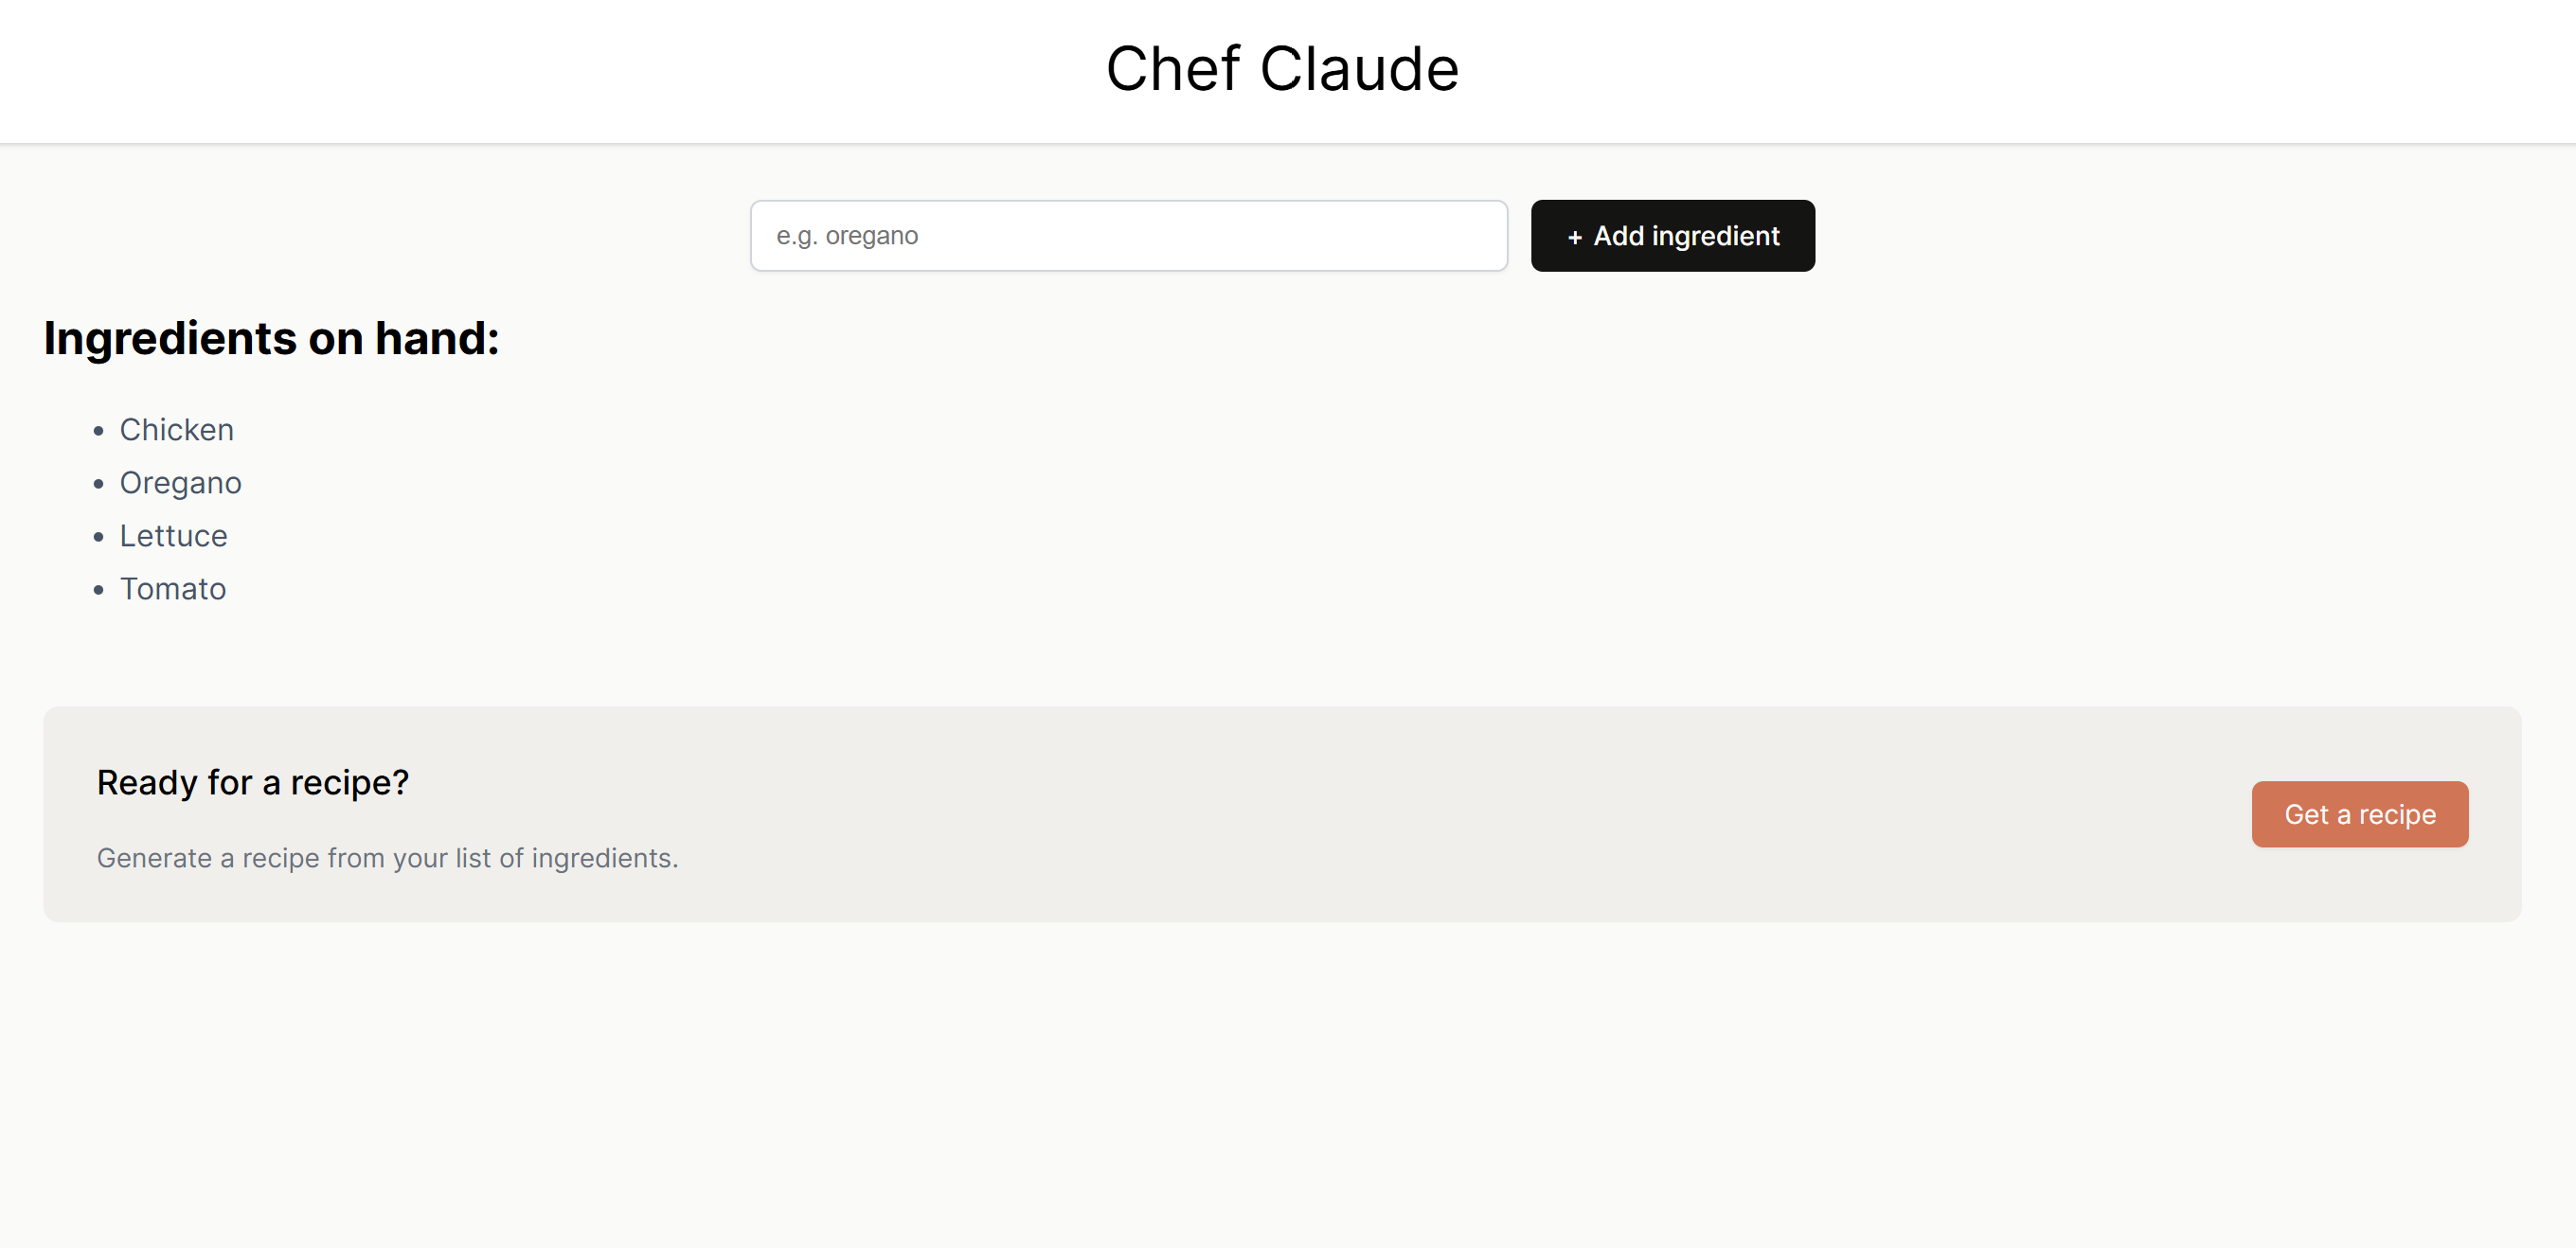 Chef Claude
e.g. oregano
+ Add ingredient
Ingredients on hand:
Chicken
Oregano
Lettuce
Tomato
Ready for a recipe?
Generate a recipe from your list of ingredients.
Get a recipe